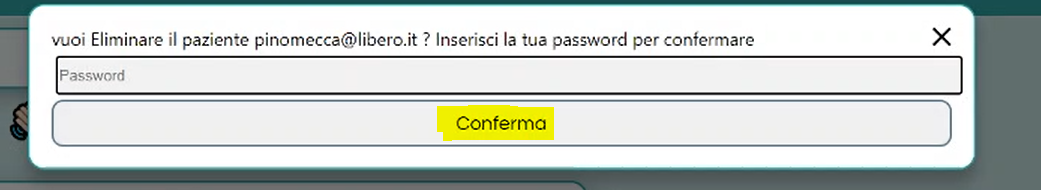 vuoi Eliminare il paziente pinomecca@libero.it ? Inserisci la tua password per confermare
Password
Conferma